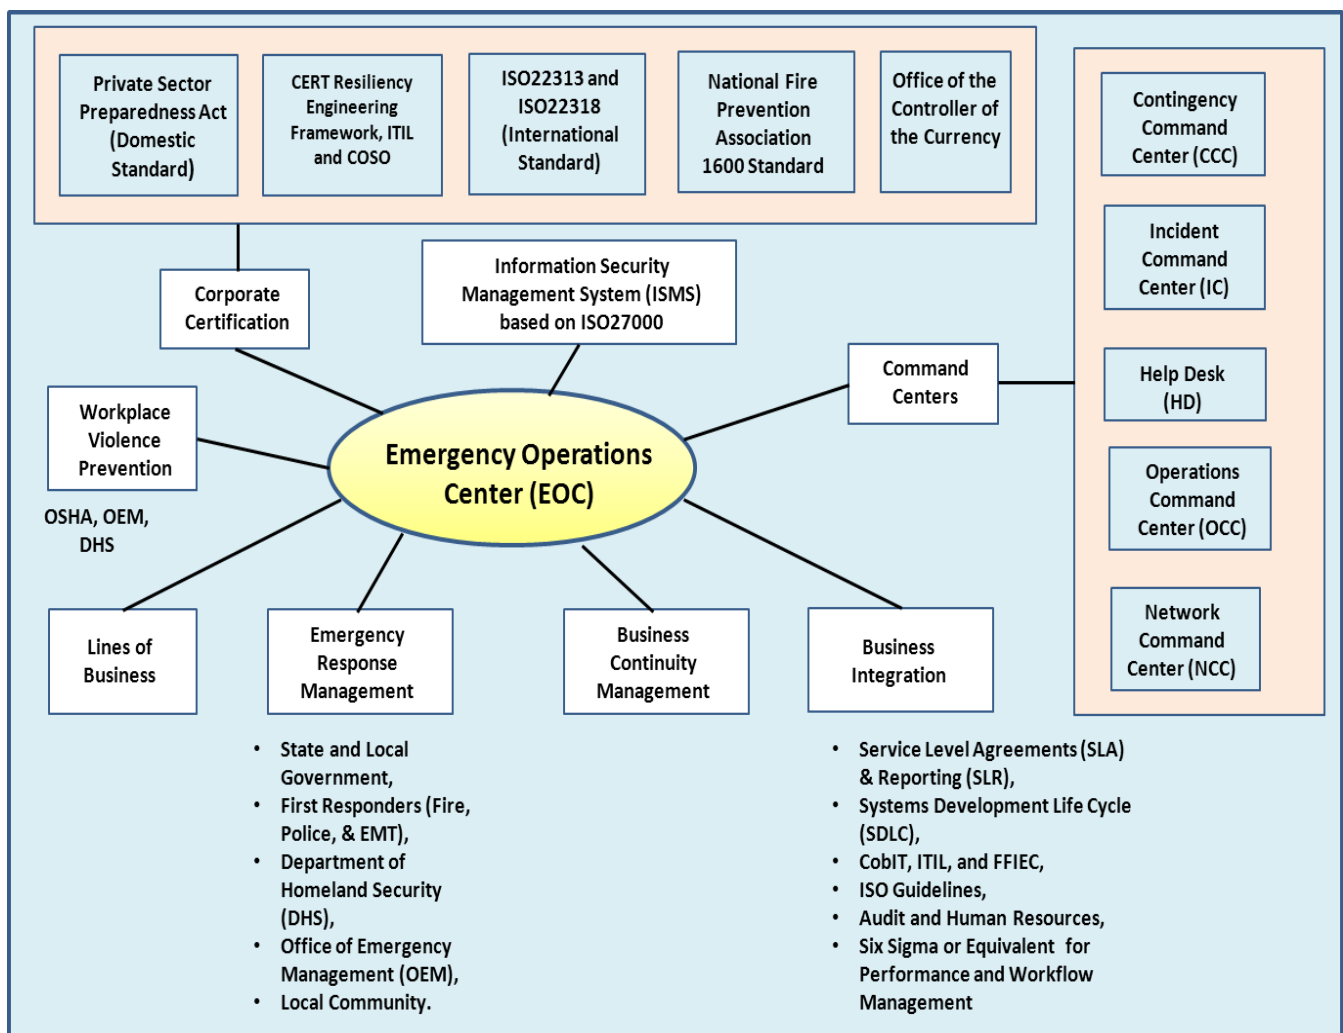 Private Sector
Preparedness Act
(Domestic
Standard)
CERT Resiliency
Engineering
Framework, ITIL
and COSO
ISO22313 and
ISO22318
(International
Standard)
National Fire
Prevention
Association
1600 Standard
Office of the
Controller of
the Currency
Contingency
Command
Center (CCC)
Incident
Command
Center (IC)
Help Desk
(HD)
Operations
Command
Center (OCC)
Network
Command
Center (NCC)
Corporate
Certification
Information Security
Management System (ISMS)
based on ISO27000
Command
Centers
Workplace
Violence
Prevention
OSHA, OEM,
DHS
Emergency Operations
Center (EOC)
Lines of
Business
Emergency
Response
Management
Business
Continuity
Management
Business
Integration
• State and Local
Government,
• First Responders (Fire,
Police, & EMT),
• Department of
Homeland Security
(DHS),
• Office of Emergency
Management (OEM),
• Local Community.
• Service Level Agreements (SLA)
& Reporting (SLR),
• Systems Development Life Cycle
(SDLC),
• CobIT, ITIL, and FFIEC,
• ISO Guidelines,
• Audit and Human Resources,
• Six Sigma or Equivalent for
Performance and Workflow
Management